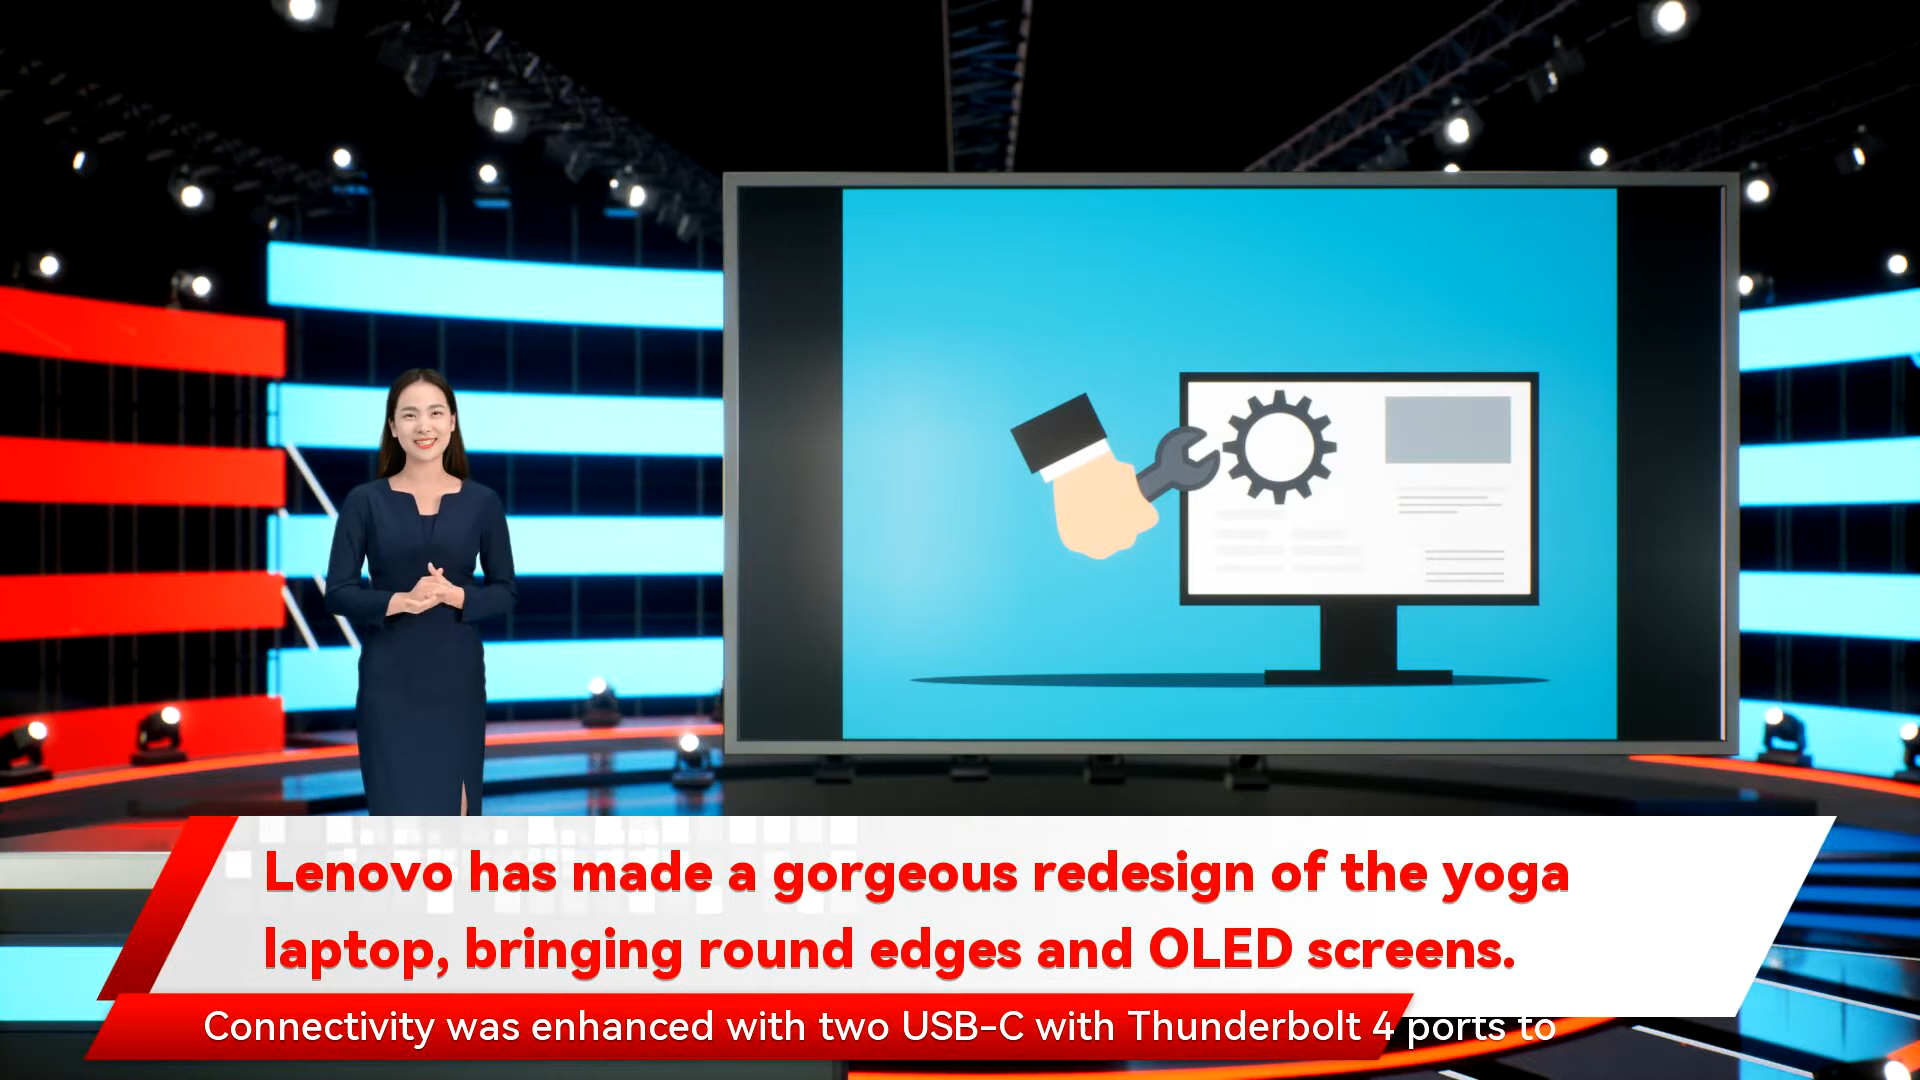 Lenovo has made a gorgeous redesign of the yoga
laptop, bringing round edges and OLED screens.
Connectivity was enhanced with two USB-C with Thunderbolt 4 ports to